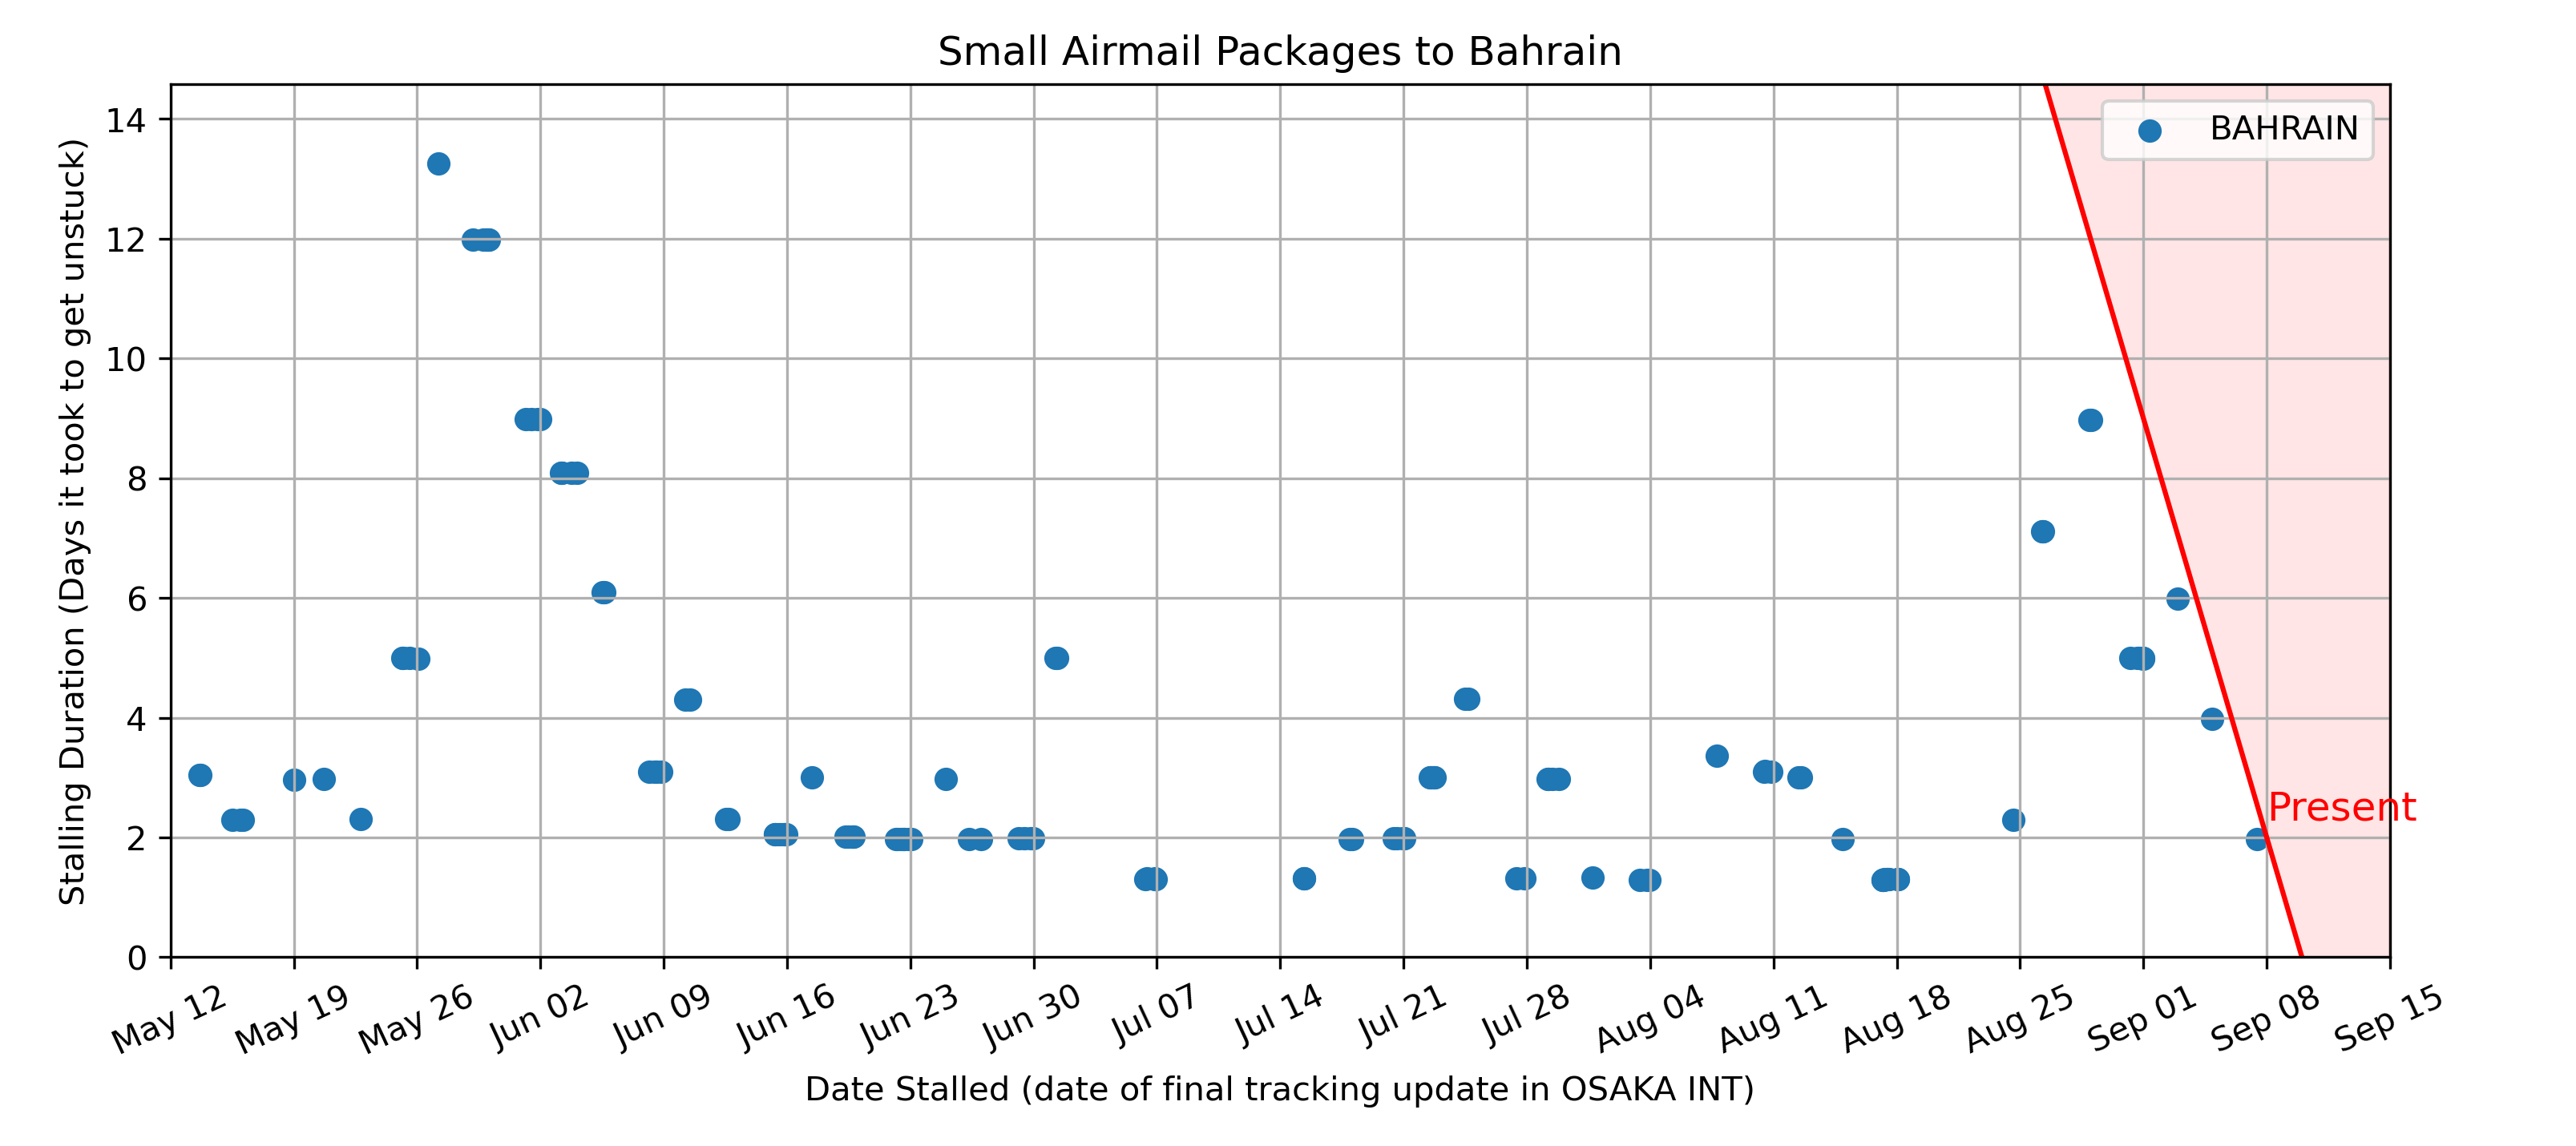 Small Airmail Packages to Bahrain
BAHRAIN
Present
Stalling Duration (Days it took to get unstuck)
14
12
10
8
6
4
2
0
May 12
May 19
May 26
Jun 02
Jun 09
Jun 16
Jun 23
Jun 30
Jul 07
Jul 14
Jul 21
Jul 28
Aug 04
Aug 11
Aug 18
Aug 25
Sep 01
Sep 08
Sep 15
Date Stalled (date of final tracking update in OSAKA INT)